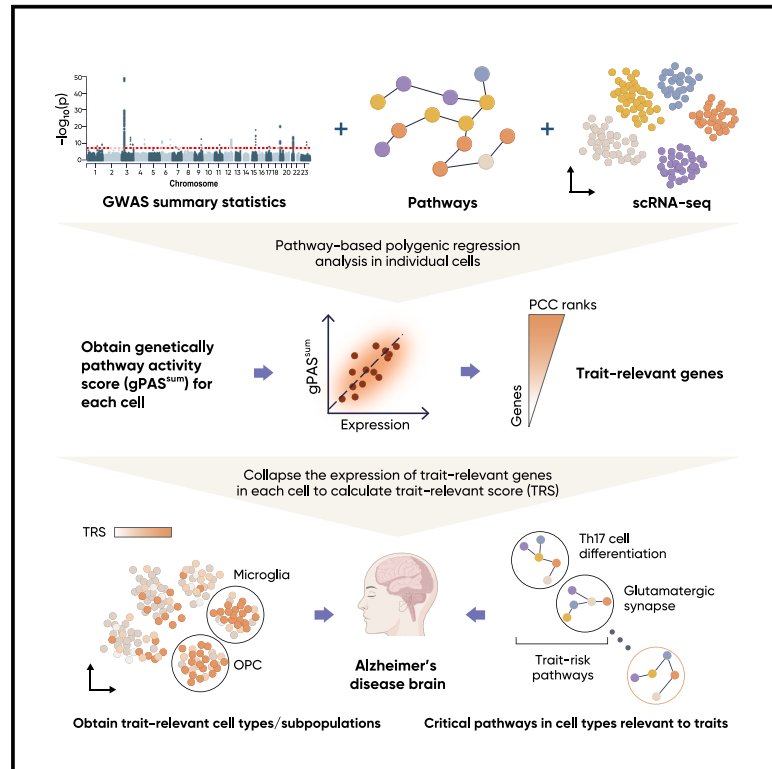 50
40
30
20
10
0
-log₁₀(p)
1 2 3 4 5 6 7 8 9 10 11 12 13 14 15 16 1718 20 21 22 23
Chromosome
GWAS summary statistics
+
Pathways
+
scRNA-seq
Pathway-based polygenic regression
analysis in individual cells
Obtain genetically
pathway activity
score (gPASˢᵘᵐ) for
each cell
gPASˢᵘᵐ
Expression
PCC ranks
Genes
Trait-relevant genes
Collapse the expression of trait-relevant genes
in each cell to calculate trait-relevant score (TRS)
TRS
Microglia
OPC
Obtain trait-relevant cell types/subpopulations
Alzheimer's
disease brain
Th17 cell
differentiation
Glutamatergic
synapse
Trait-risk
pathways
Critical pathways in cell types relevant to traits